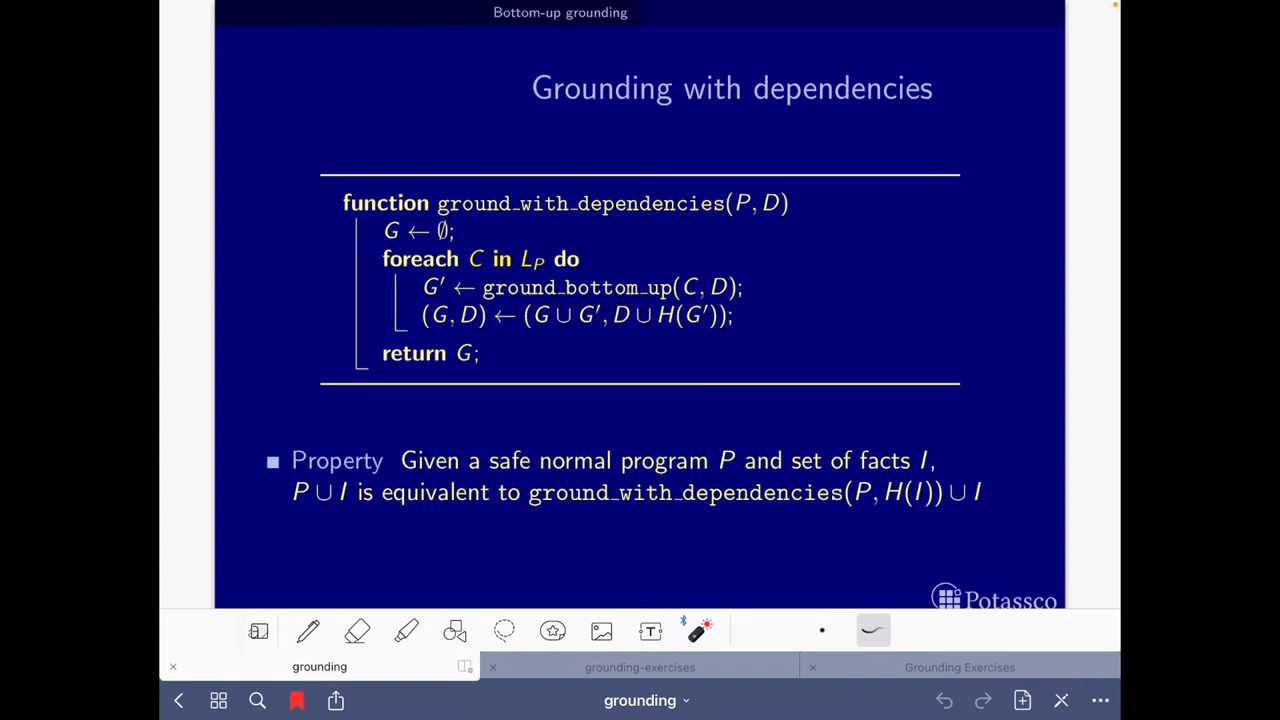 Bottom-up grounding
Grounding with dependencies
function ground_with_dependencies(P, D)
G ← ∅;
foreach C in L_P do
G′ ← ground_bottom_up(C, D);
(G, D) ← (G ∪ G′, D ∪ H(G′));
return G;
■ Property Given a safe normal program P and set of facts I,
P ∪ I is equivalent to ground_with_dependencies(P, H(I)) ∪ I
Potassco
T
× grounding
× grounding-exercises
× Grounding Exercises
grounding